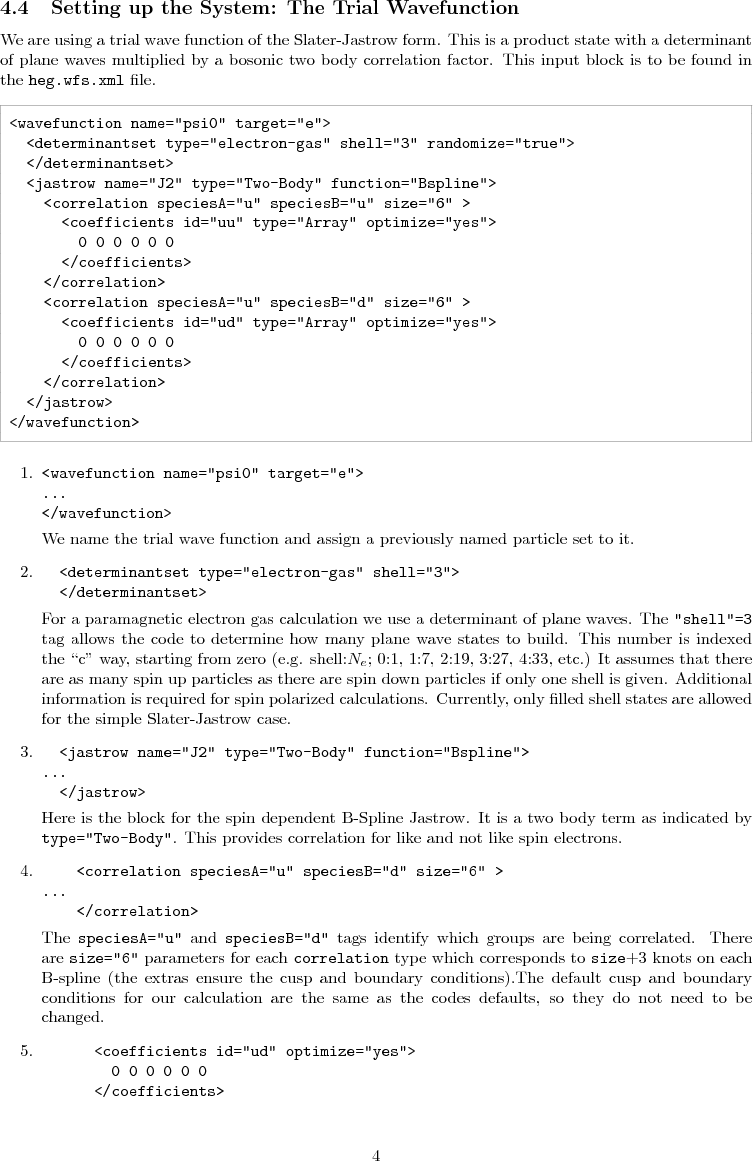 4.4 Setting up the System: The Trial Wavefunction
We are using a trial wave function of the Slater-Jastrow form. This is a product state with a determinant
of plane waves multiplied by a bosonic two body correlation factor. This input block is to be found in
the heg.wfs.xml file.
<wavefunction name="psi0" target="e">
  <determinantset type="electron-gas" shell="3" randomize="true">
  </determinantset>
  <jastrow name="J2" type="Two-Body" function="Bspline">
    <correlation speciesA="u" speciesB="u" size="6" >
      <coefficients id="uu" type="Array" optimize="yes">
        0 0 0 0 0 0
      </coefficients>
    </correlation>
    <correlation speciesA="u" speciesB="d" size="6" >
      <coefficients id="ud" type="Array" optimize="yes">
        0 0 0 0 0 0
      </coefficients>
    </correlation>
  </jastrow>
</wavefunction>
1. <wavefunction name="psi0" target="e">
...
</wavefunction>
We name the trial wave function and assign a previously named particle set to it.
2.   <determinantset type="electron-gas" shell="3">
  </determinantset>
For a paramagnetic electron gas calculation we use a determinant of plane waves. The "shell"=3
tag allows the code to determine how many plane wave states to build. This number is indexed
the “c” way, starting from zero (e.g. shell:Ne; 0:1, 1:7, 2:19, 3:27, 4:33, etc.) It assumes that there
are as many spin up particles as there are spin down particles if only one shell is given. Additional
information is required for spin polarized calculations. Currently, only filled shell states are allowed
for the simple Slater-Jastrow case.
3.   <jastrow name="J2" type="Two-Body" function="Bspline">
...
  </jastrow>
Here is the block for the spin dependent B-Spline Jastrow. It is a two body term as indicated by
type="Two-Body". This provides correlation for like and not like spin electrons.
4.     <correlation speciesA="u" speciesB="d" size="6" >
...
    </correlation>
The speciesA="u" and speciesB="d" tags identify which groups are being correlated. There
are size="6" parameters for each correlation type which corresponds to size+3 knots on each
B-spline (the extras ensure the cusp and boundary conditions).The default cusp and boundary
conditions for our calculation are the same as the codes defaults, so they do not need to be
changed.
5.       <coefficients id="ud" optimize="yes">
        0 0 0 0 0 0
      </coefficients>
4